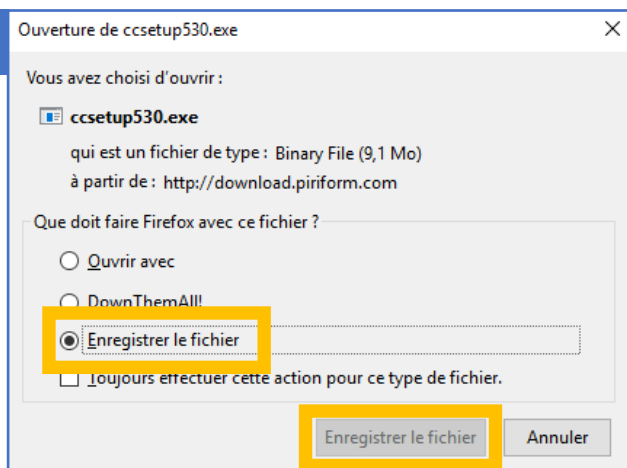 Ouverture de ccsetup530.exe
Vous avez choisi d'ouvrir :
ccsetup530.exe
qui est un fichier de type : Binary File (9,1 Mo)
à partir de : http://download.piriform.com
Que doit faire Firefox avec ce fichier ?
Ouvrir avec
DownThemAll!
Enregistrer le fichier
Toujours effectuer cette action pour ce type de fichier.
Enregistrer le fichier
Annuler